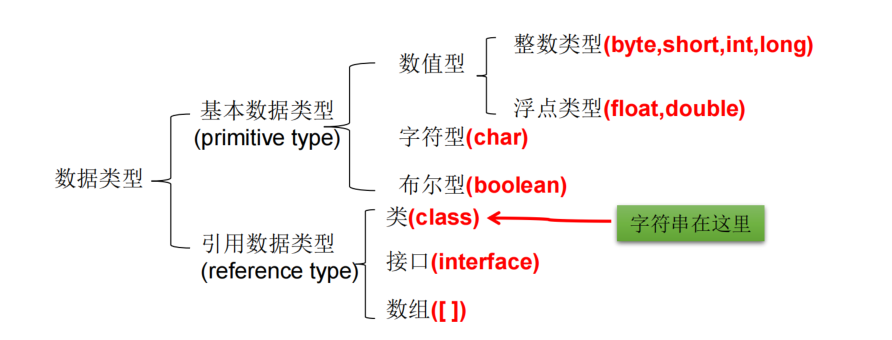 整数类型(byte,short,int,long)
数值型
浮点类型(float,double)
基本数据类型
(primitive type)
字符型(char)
数据类型
布尔型(boolean)
类(class)
字符串在这里
引用数据类型
(reference type)
接口(interface)
数组([ ])